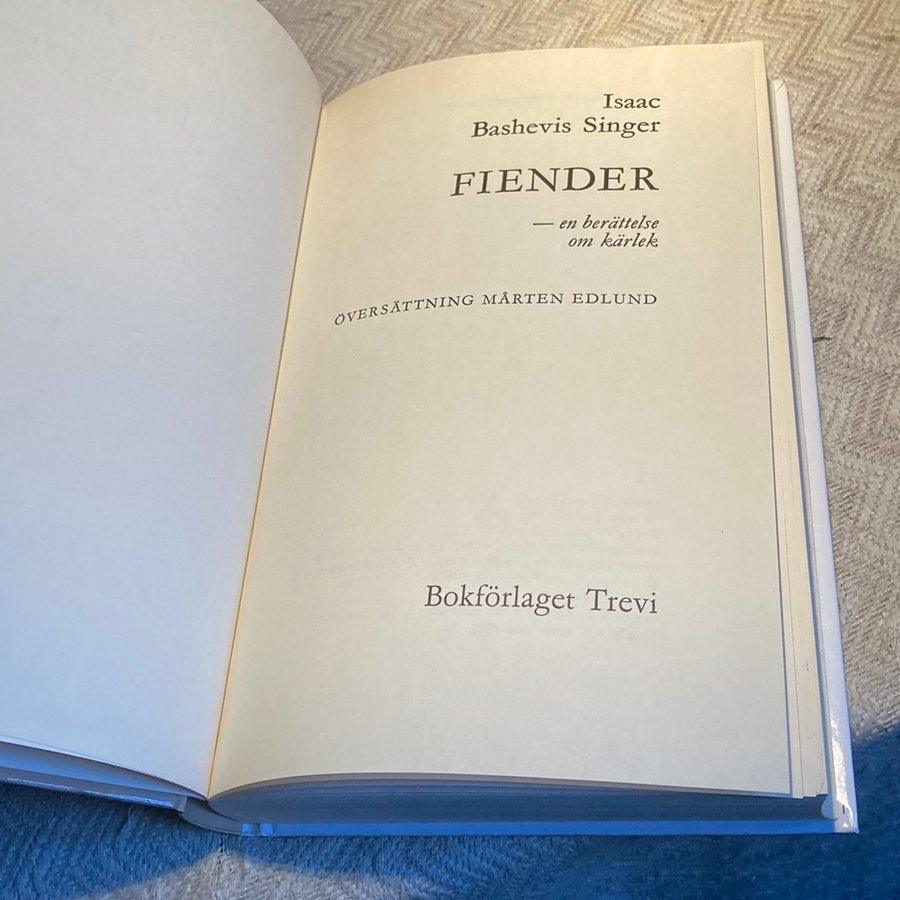 Isaac
Bashevis Singer
FIENDER
— en berättelse
om kärlek
ÖVERSÄTTNING MÅRTEN EDLUND
Bokförlaget Trevi